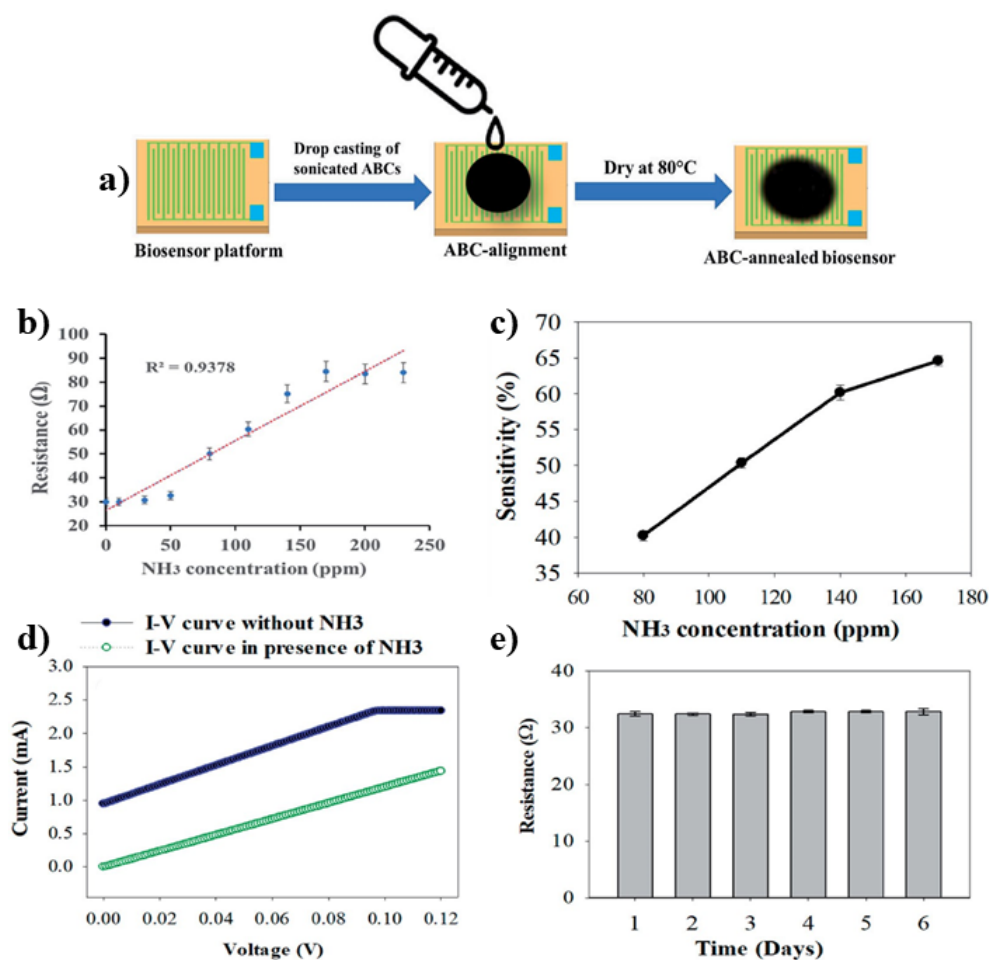 a)
Biosensor platform
Drop casting of
sonicated ABCs
ABC-alignment
Dry at 80°C
ABC-annealed biosensor
b)
100
90
80
70
60
50
40
30
20
R² = 0.9378
Resistance (Ω)
0
50
100
150
200
250
NH3 concentration (ppm)
c)
70
65
60
55
50
45
40
35
Sensitivity (%)
60
80
100
120
140
160
180
NH3 concentration (ppm)
d)
I-V curve without NH3
I-V curve in presence of NH3
3.0
2.5
2.0
1.5
1.0
0.5
0.0
Current (mA)
0.00
0.02
0.04
0.06
0.08
0.10
0.12
Voltage (V)
e)
40
30
20
10
0
Resistance (Ω)
1
2
3
4
5
6
Time (Days)